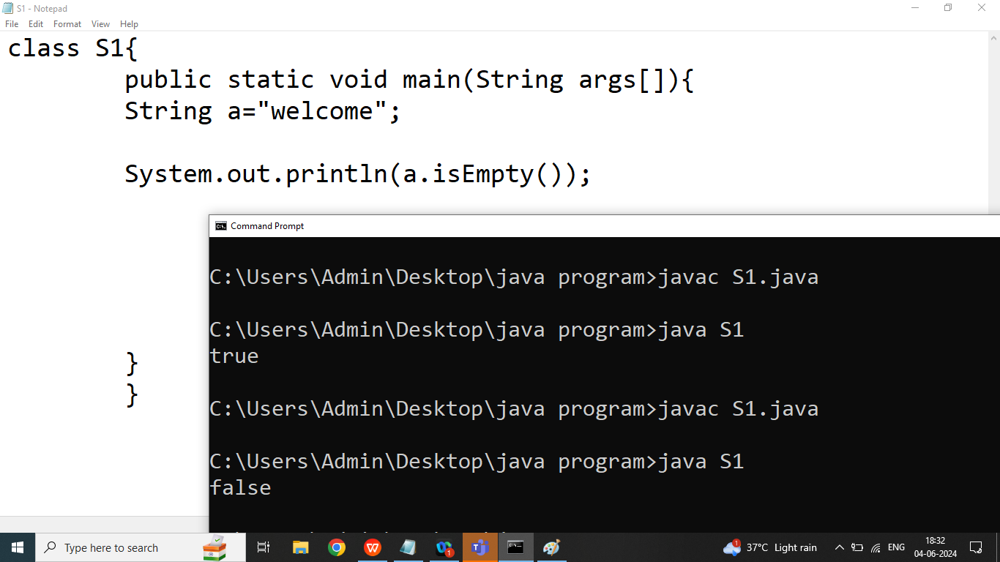 S1 - Notepad
File Edit Format View Help
class S1{
public static void main(String args[]){
String a="welcome";
System.out.println(a.isEmpty());
}
}
Command Prompt
C:\Users\Admin\Desktop\java program>javac S1.java
C:\Users\Admin\Desktop\java program>java S1
true
C:\Users\Admin\Desktop\java program>javac S1.java
C:\Users\Admin\Desktop\java program>java S1
false
Type here to search
37°C Light rain
ENG
18:32
04-06-2024